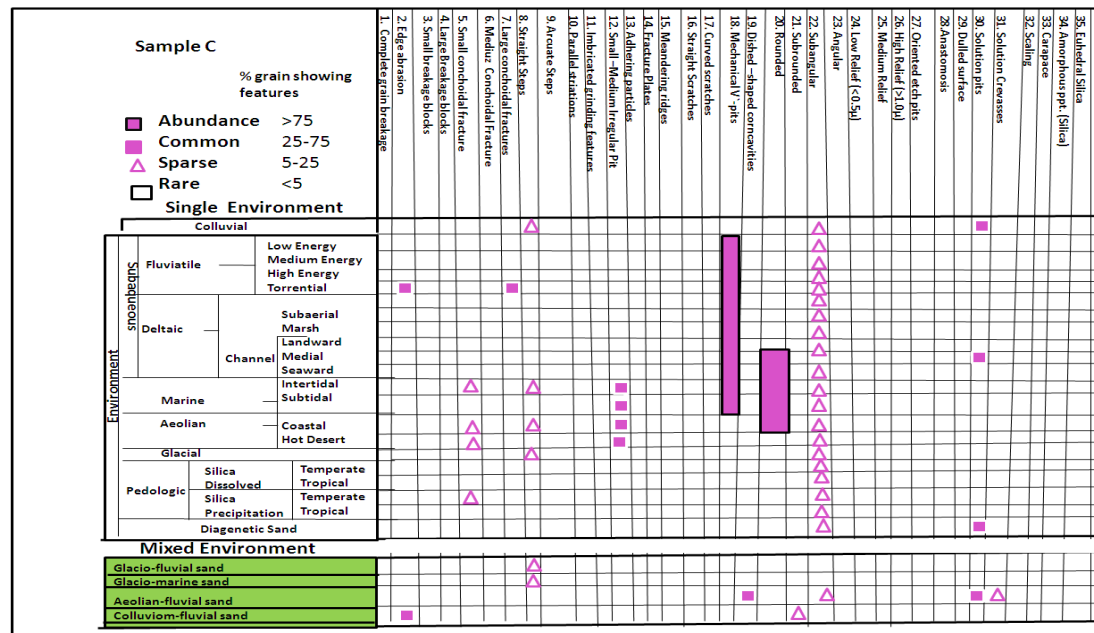 Sample C
% grain showing
features
Abundance >75
Common 25-75
Sparse 5-25
Rare <5
Single Environment
1. Complete grain breakage
2. Edge abrasion
3. Small breakage blocks
4. Large Breakage blocks
5. Small conchoidal fracture
6. Mediuz Conchoidal Fracture
7. Large conchoidal fractures
8. Straight Steps
9. Arcuate Steps
10. Parallel striations
11. Imbricated grinding features
12. Small–Medium Irregular Pit
13. Adhering particles
14. Fracture Plates
15. Meandering ridges
16. Straight Scratches
17. Curved scratches
18. Mechanical V'-pits
19. Dished –shaped corncavities
20. Rounded
21. Subrounded
22. Subangular
23. Angular
24. Low Relief (<0.5μ)
25. Medium Relief
26. High Relief (>1.0μ)
27. Oriented etch pits
28.Anastomosis
29. Dulled surface
30. Solution pits
31. Solution Crevasses
32. Scaling
33. Carapace
34. Amorphous ppt. (Silica)
35. Euhedral Silica
Colluvial
Environment
Subaqueous
Fluviatile
Low Energy
Medium Energy
High Energy
Torrential
Deltaic
Subaerial
Marsh
Channel
Landward
Medial
Seaward
Marine
Intertidal
Subtidal
Aeolian
Coastal
Hot Desert
Glacial
Pedologic
Silica
Dissolved
Temperate
Tropical
Silica
Precipitation
Temperate
Tropical
Diagenetic Sand
Mixed Environment
Glacio-fluvial sand
Glacio-marine sand
Aeolian-fluvial sand
Colluviom-fluvial sand